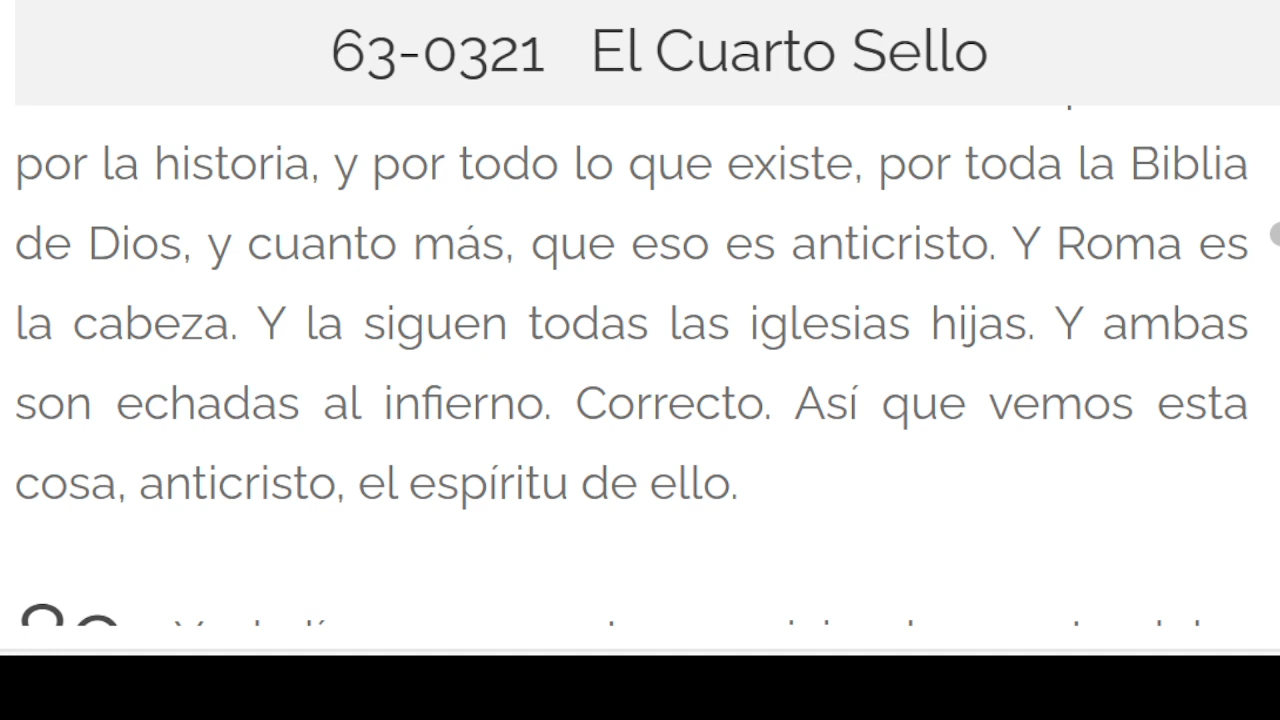 63-0321 El Cuarto Sello
por la historia, y por todo lo que existe, por toda la Biblia
de Dios, y cuanto más, que eso es anticristo. Y Roma es
la cabeza. Y la siguen todas las iglesias hijas. Y ambas
son echadas al infierno. Correcto. Así que vemos esta
cosa, anticristo, el espíritu de ello.